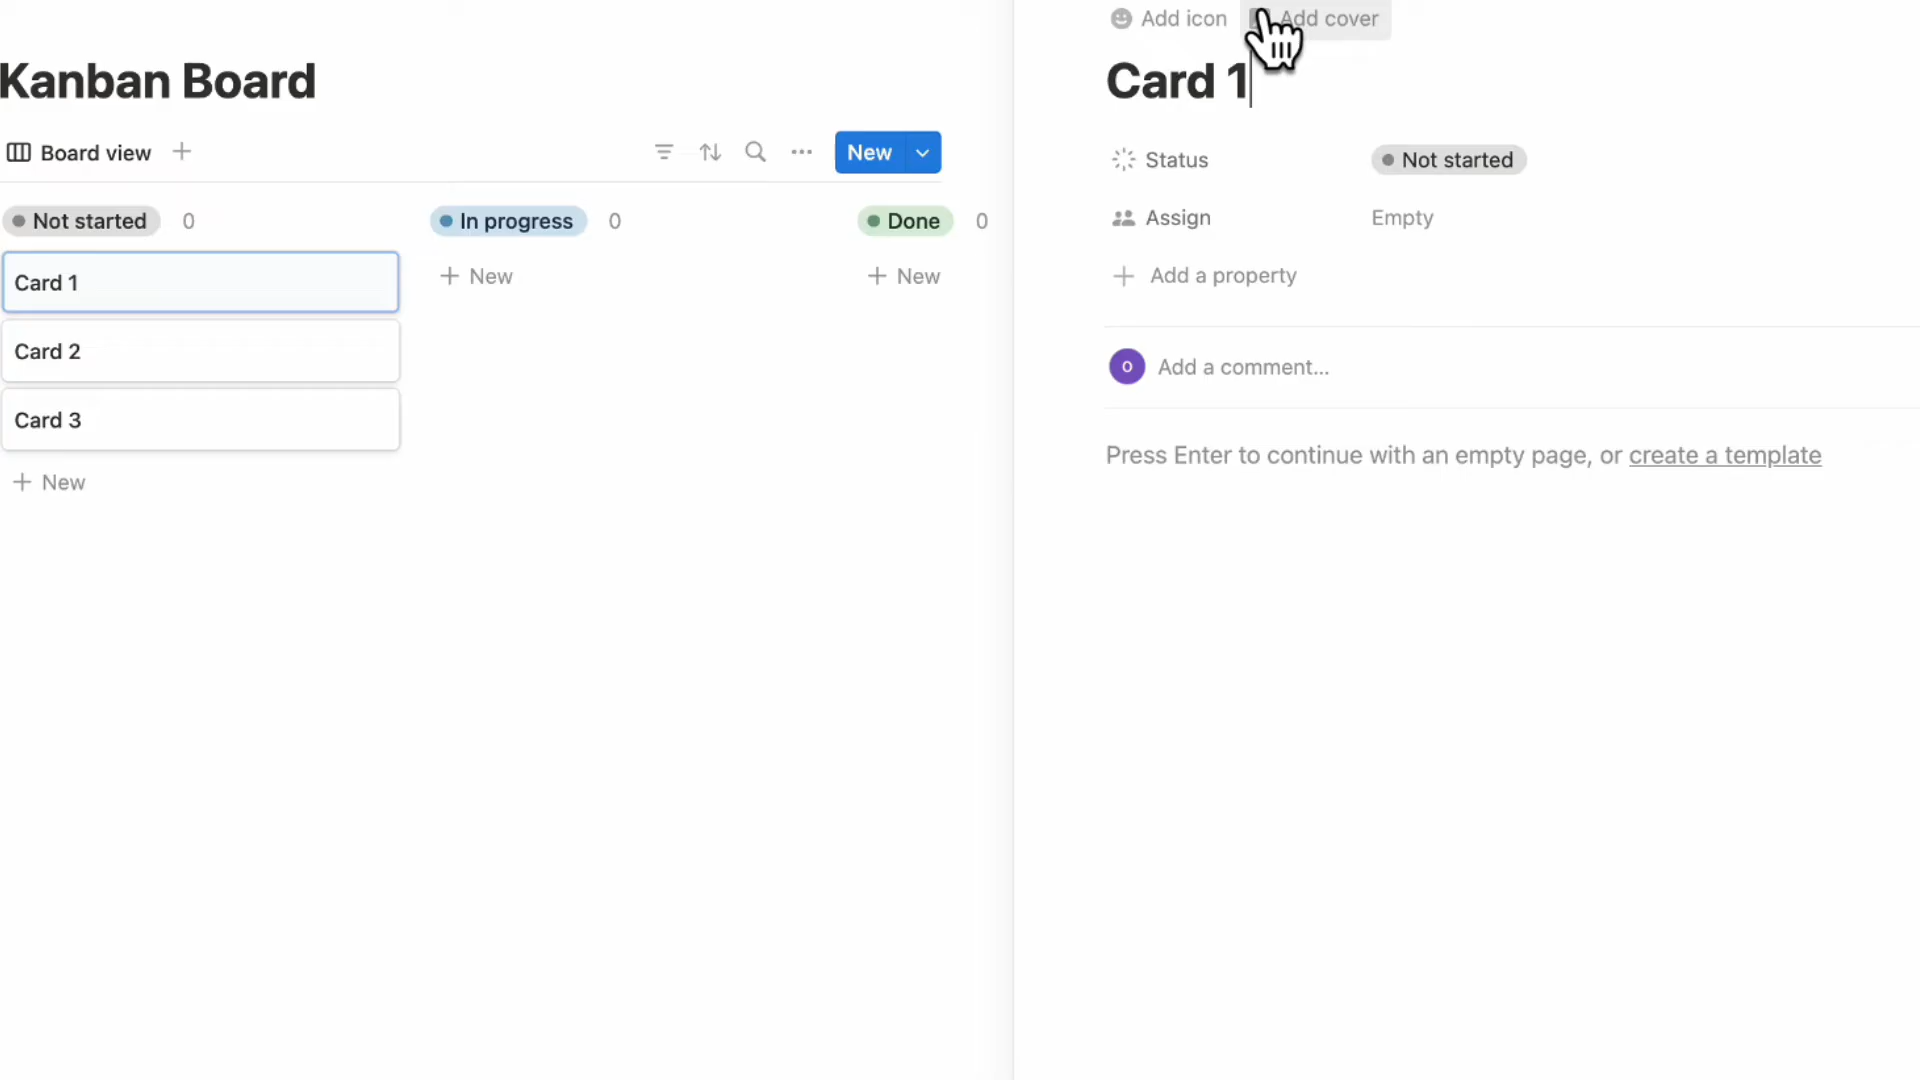 Kanban Board
Board view
New
Not started 0
In progress 0
Done 0
Card 1
Card 2
Card 3
New
New
New
Add icon
Add cover
Card 1
Status Not started
Assign Empty
Add a property
O Add a comment...
Press Enter to continue with an empty page, or create a template